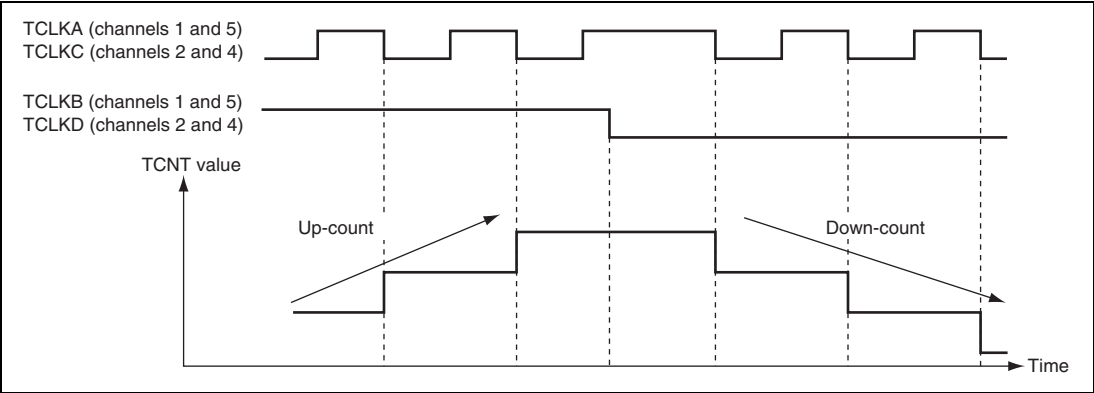 TCLKA (channels 1 and 5)
TCLKC (channels 2 and 4)
TCLKB (channels 1 and 5)
TCLKD (channels 2 and 4)
TCNT value
Up-count
Down-count
Time